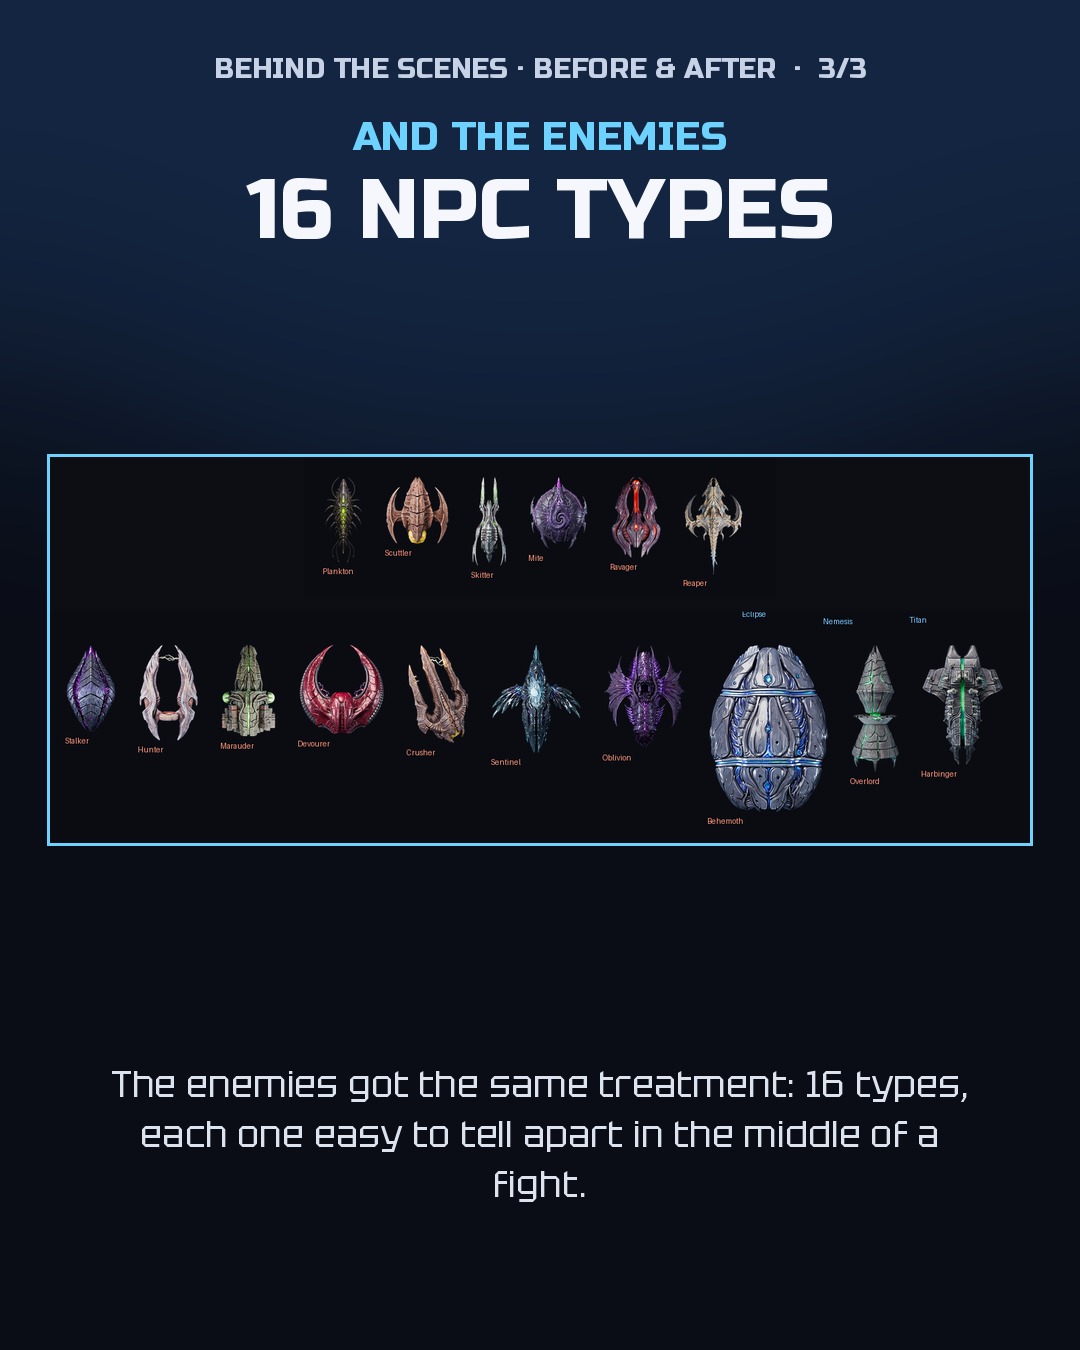 BEHIND THE SCENES · BEFORE & AFTER · 3/3
AND THE ENEMIES
16 NPC TYPES
Plankton
Scuttler
Skitter
Mite
Ravager
Reaper
Eclipse
Nemesis
Titan
Stalker
Hunter
Marauder
Devourer
Crusher
Sentinel
Oblivion
Behemoth
Overlord
Harbinger
The enemies got the same treatment: 16 types,
each one easy to tell apart in the middle of a
fight.